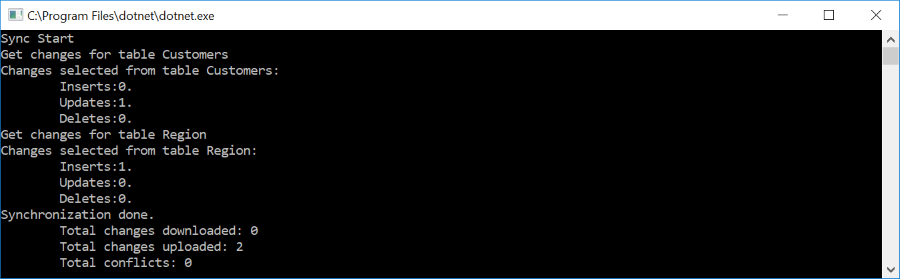 C:\Program Files\dotnet\dotnet.exe
Sync Start
Get changes for table Customers
Changes selected from table Customers:
Inserts:0.
Updates:1.
Deletes:0.
Get changes for table Region
Changes selected from table Region:
Inserts:1.
Updates:0.
Deletes:0.
Synchronization done.
Total changes downloaded: 0
Total changes uploaded: 2
Total conflicts: 0